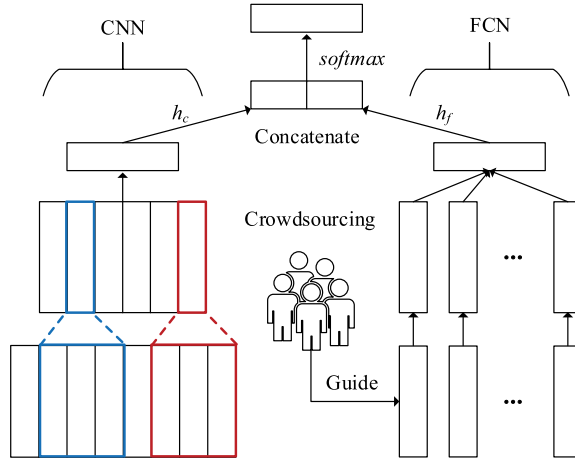 CNN
FCN
softmax
h_c
h_f
Concatenate
Crowdsourcing
...
Guide
...